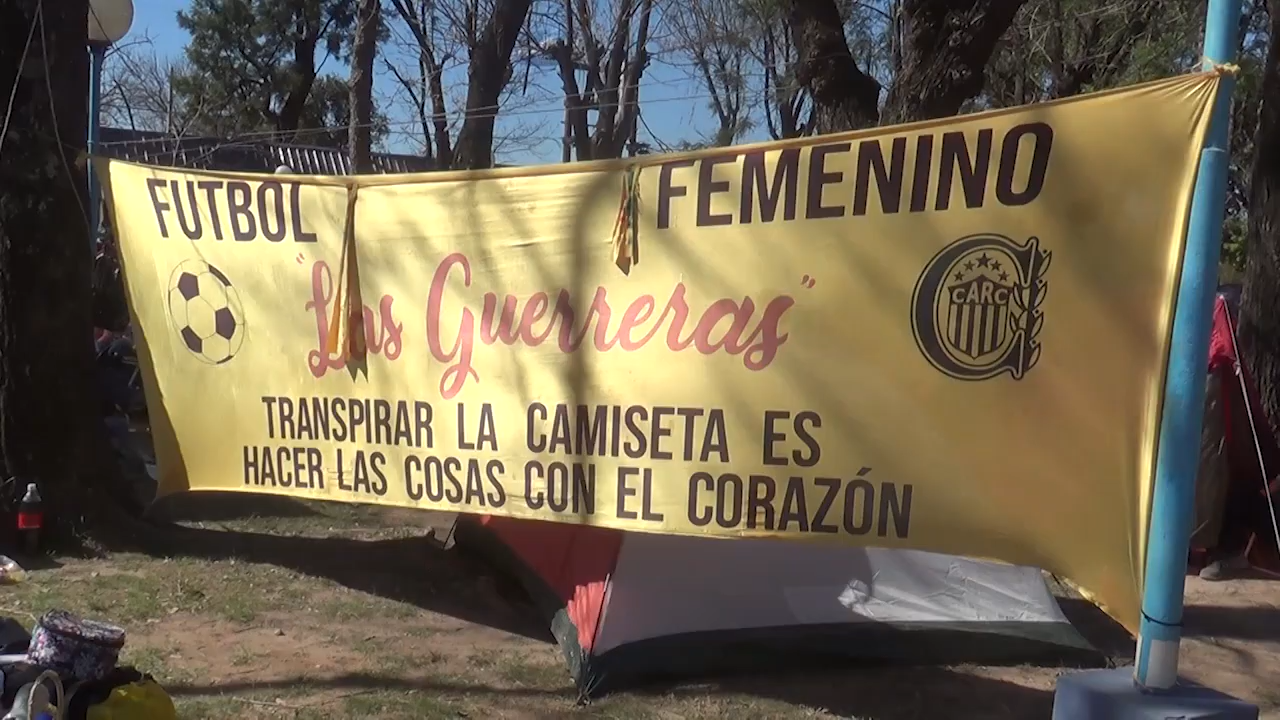 FUTBOL FEMENINO
"Las Guerreras"
CARC
TRANSPIRAR LA CAMISETA ES
HACER LAS COSAS CON EL CORAZÓN